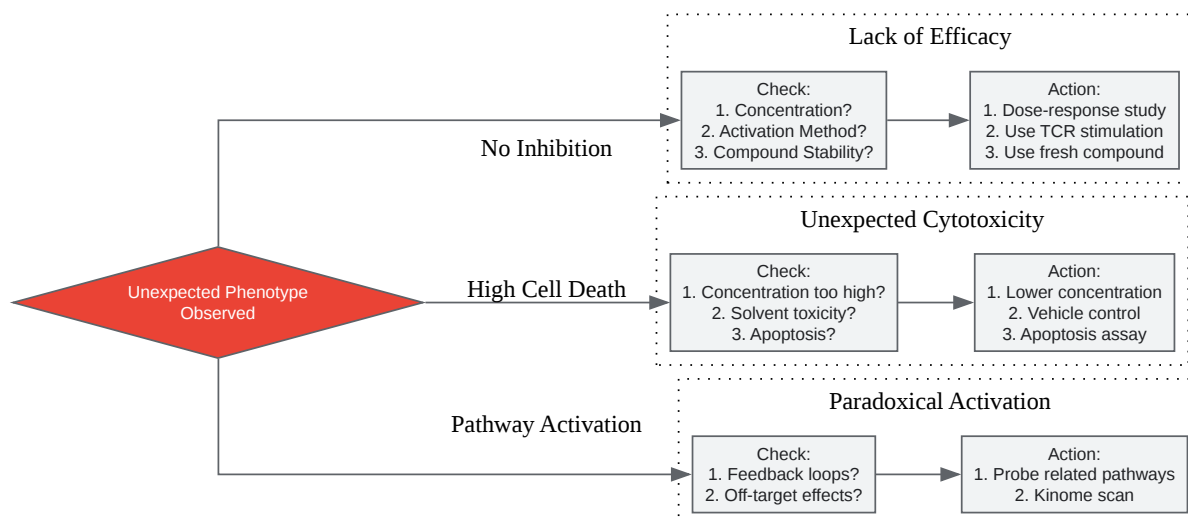 Lack of Efficacy
Check:
1. Concentration?
2. Activation Method?
3. Compound Stability?
Action:
1. Dose-response study
2. Use TCR stimulation
3. Use fresh compound
No Inhibition
Unexpected Cytotoxicity
Unexpected Phenotype
Observed
High Cell Death
Check:
1. Concentration too high?
2. Solvent toxicity?
3. Apoptosis?
Action:
1. Lower concentration
2. Vehicle control
3. Apoptosis assay
Paradoxical Activation
Pathway Activation
Check:
1. Feedback loops?
2. Off-target effects?
Action:
1. Probe related pathways
2. Kinome scan